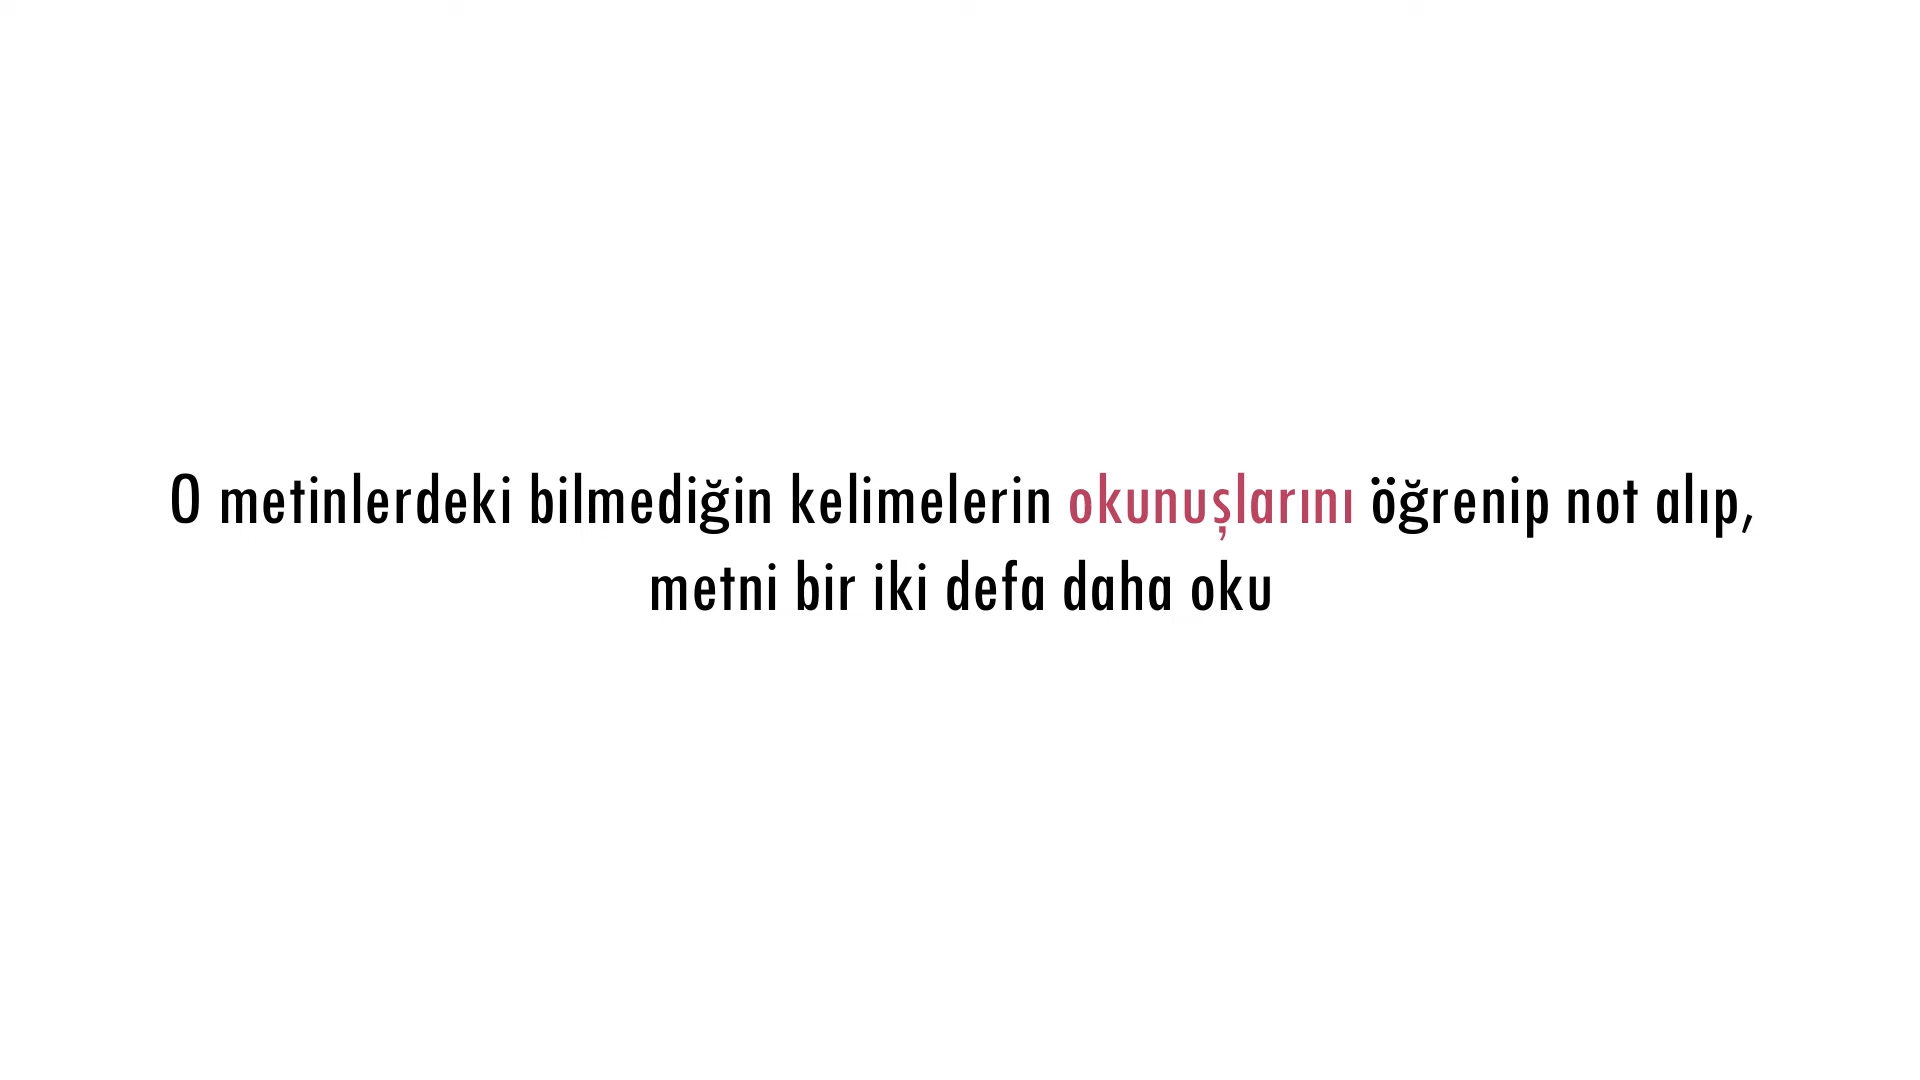 O metinlerdeki bilmediğin kelimelerin okunuşlarını öğrenip not alıp,
metni bir iki defa daha oku